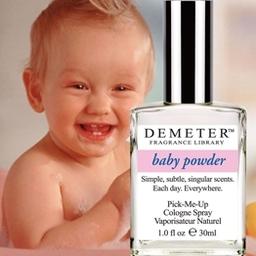 DEMETER™
FRAGRANCE LIBRARY
baby powder
Simple, subtle, singular scents.
Each day. Everywhere.
Pick-Me-Up
Cologne Spray
Vaporisateur Naturel
1.0 fl oz ℮ 30ml